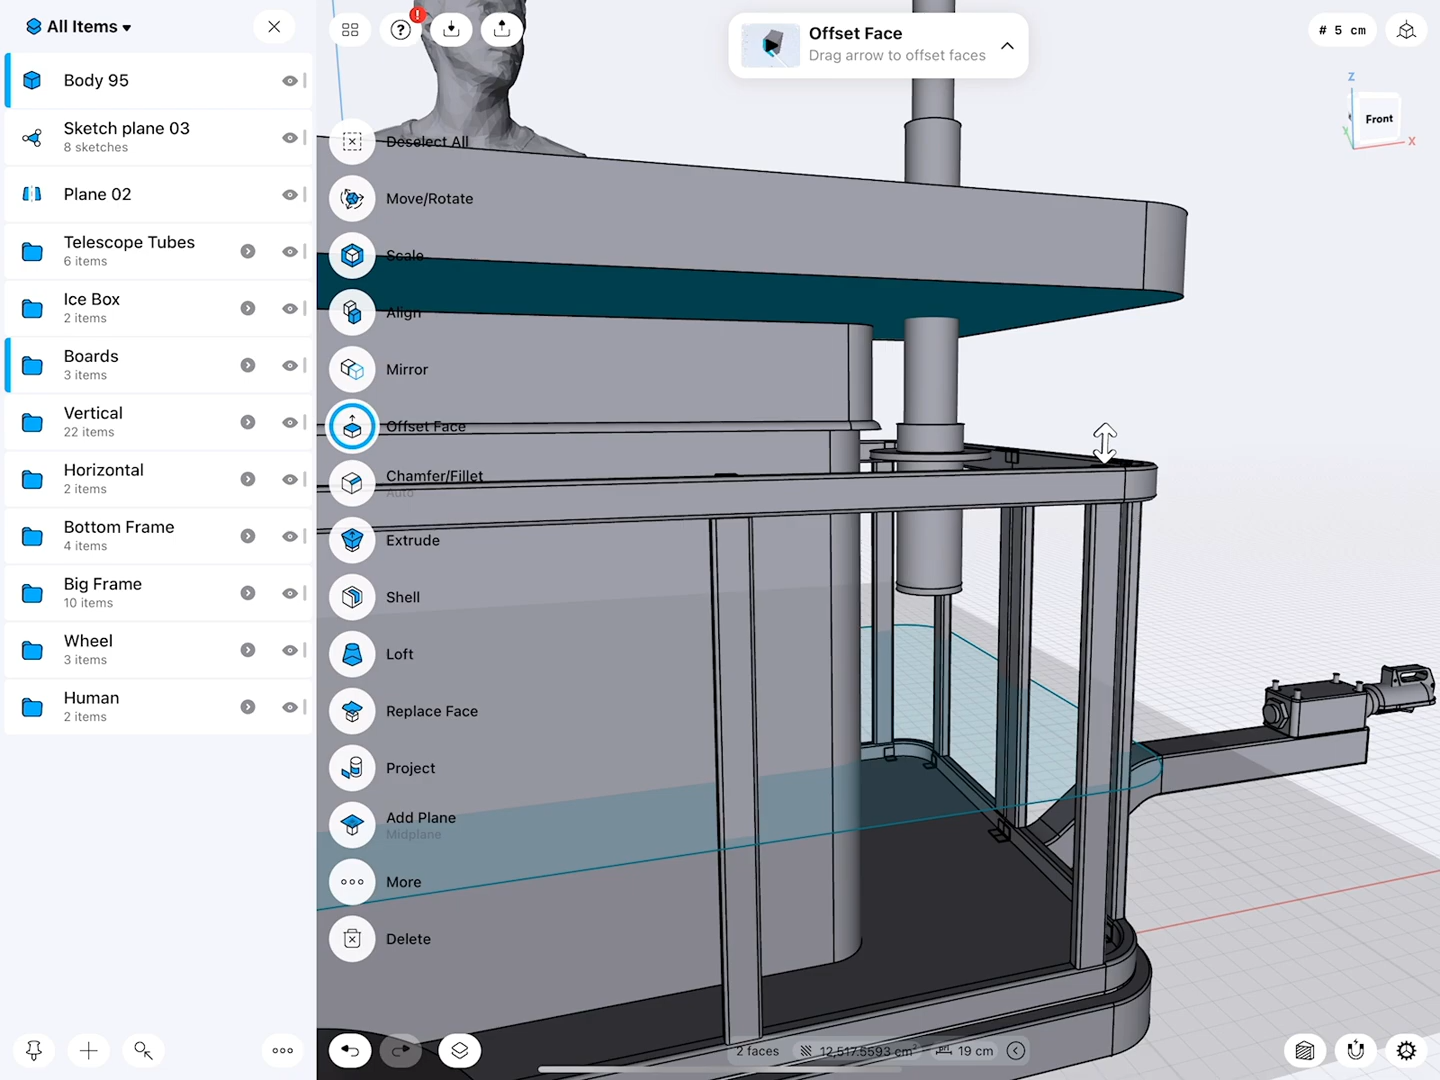 All Items
Body 95
Sketch plane 03
8 sketches
Plane 02
Telescope Tubes
6 items
Ice Box
2 items
Boards
3 items
Vertical
22 items
Horizontal
2 items
Bottom Frame
4 items
Big Frame
10 items
Wheel
3 items
Human
2 items
?
!
Deselect All
Move/Rotate
Scale
Align
Mirror
Offset Face
Chamfer/Fillet
Auto
Extrude
Shell
Loft
Replace Face
Project
Add Plane
Midplane
More
Delete
Offset Face
Drag arrow to offset faces
# 5 cm
Z
Front
X
2 faces 12,517.5593 cm² 19 cm